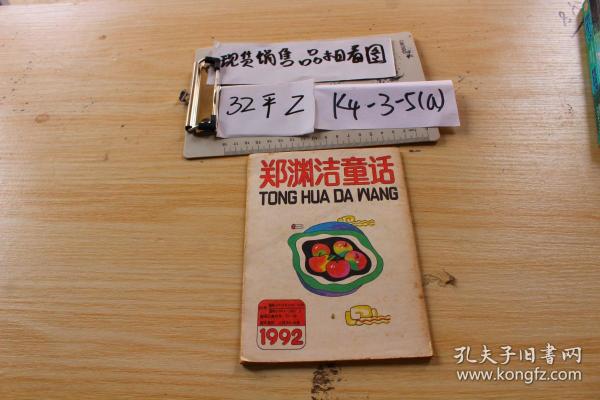 现货销售 品相看图
32平Z K4-3-5(a)
郑渊洁童话
TONG HUA DA WANG
1992
孔夫子旧书网
www.kongfz.com